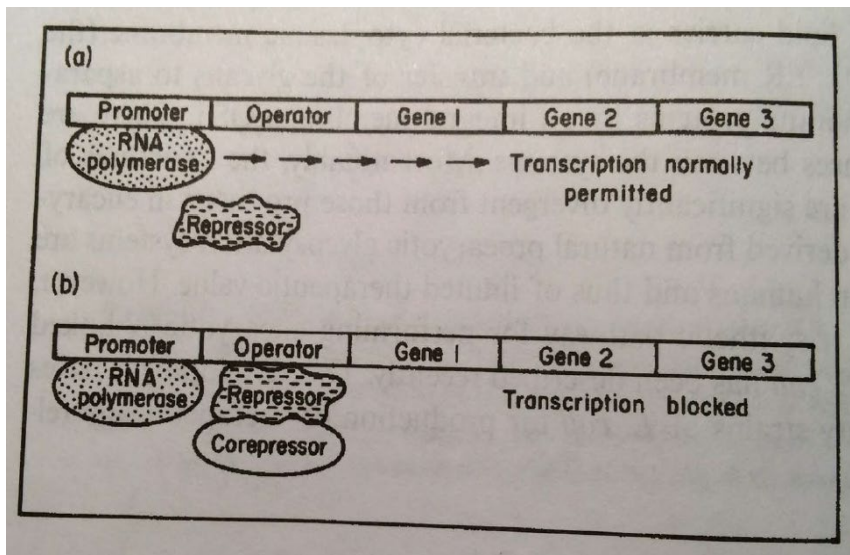 (a)
Promoter Operator Gene 1 Gene 2 Gene 3
RNA
polymerase
Transcription normally
permitted
Repressor
(b)
Promoter Operator Gene 1 Gene 2 Gene 3
RNA
polymerase
Repressor
Transcription blocked
Corepressor